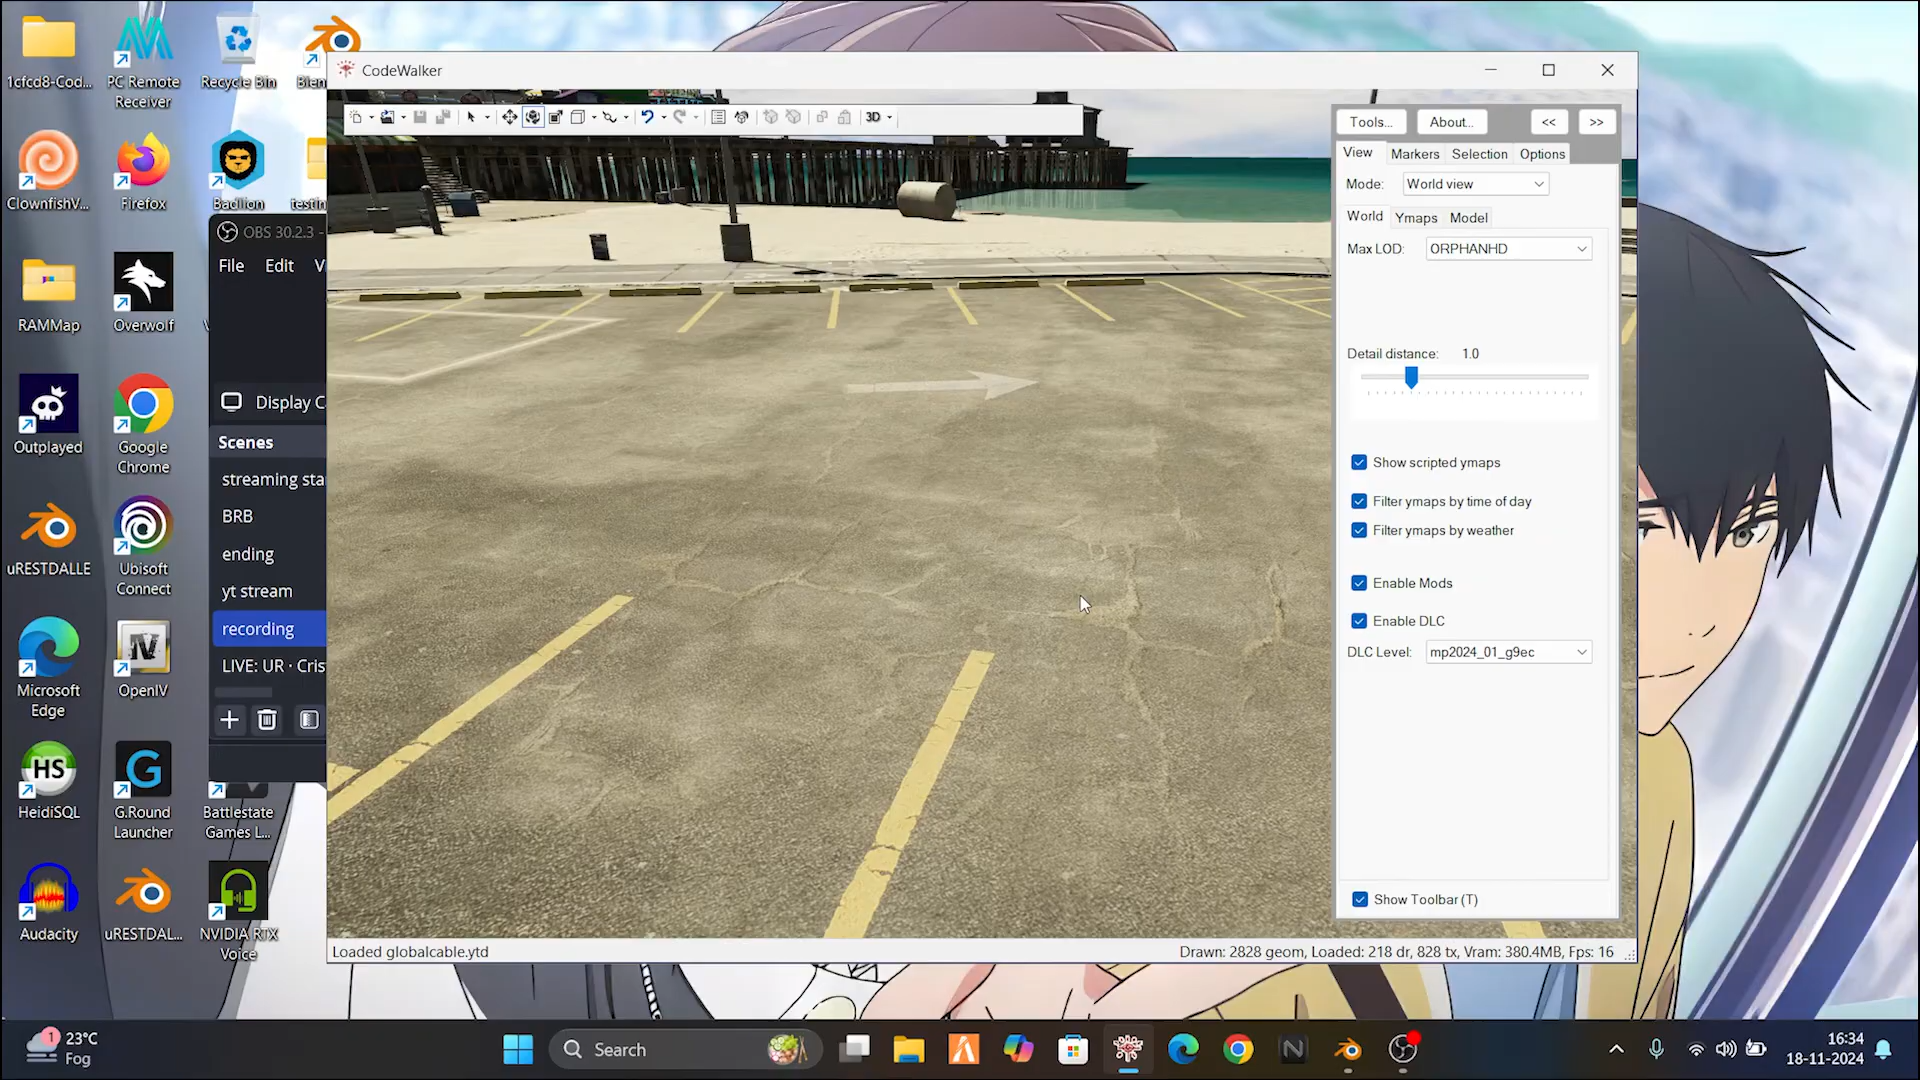 1cfcd8-Cod...
PC Remote
Receiver
Recycle Bin
ClownfishV...
Firefox
Badlion
RAMMap
Overwolf
Outplayed
Google
Chrome
uRESTDALLE
Ubisoft
Connect
Microsoft
Edge
OpenIV
HeidiSQL
G.Round
Launcher
Battlestate
Games L...
Audacity
uRESTDAL...
NVIDIA RTX
Voice
OBS 30.2.3 -
File Edit V
Display C
Scenes
streaming sta
BRB
ending
yt stream
recording
LIVE: UR · Cris
CodeWalker
3D
Tools... About... << >>
View Markers Selection Options
Mode: World view
World Ymaps Model
Max LOD: ORPHANHD
Detail distance: 1.0
Show scripted ymaps
Filter ymaps by time of day
Filter ymaps by weather
Enable Mods
Enable DLC
DLC Level: mp2024_01_g9ec
Show Toolbar (T)
Loaded globalcable.ytd
Drawn: 2828 geom, Loaded: 218 dr, 828 tx, Vram: 380.4MB, Fps: 16
1
23°C
Fog
Search
16:34
18-11-2024